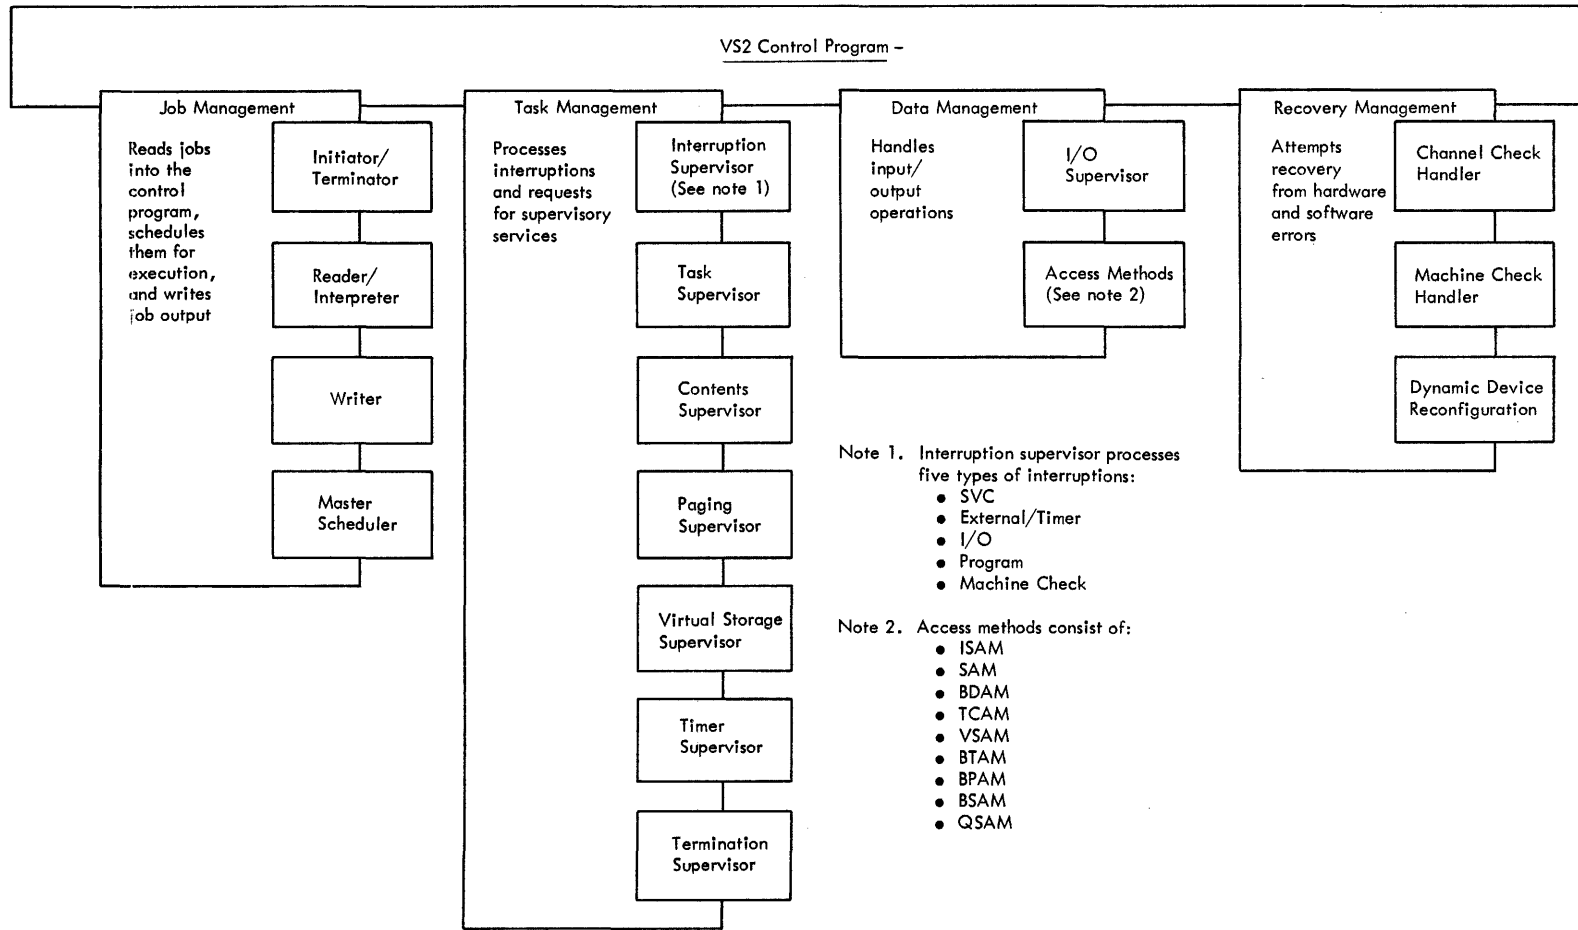 VS2 Control Program –
Job Management
Reads jobs
into the
control
program,
schedules
them for
execution,
and writes
job output
Initiator/
Terminator
Reader/
Interpreter
Writer
Master
Scheduler
Task Management
Processes
interruptions
and requests
for supervisory
services
Interruption
Supervisor
(See note 1)
Task
Supervisor
Contents
Supervisor
Paging
Supervisor
Virtual Storage
Supervisor
Timer
Supervisor
Termination
Supervisor
Data Management
Handles
input/
output
operations
I/O
Supervisor
Access Methods
(See note 2)
Recovery Management
Attempts
recovery
from hardware
and software
errors
Channel Check
Handler
Machine Check
Handler
Dynamic Device
Reconfiguration
Note 1. Interruption supervisor processes
five types of interruptions:
● SVC
● External/Timer
● I/O
● Program
● Machine Check
Note 2. Access methods consist of:
● ISAM
● SAM
● BDAM
● TCAM
● VSAM
● BTAM
● BPAM
● BSAM
● QSAM